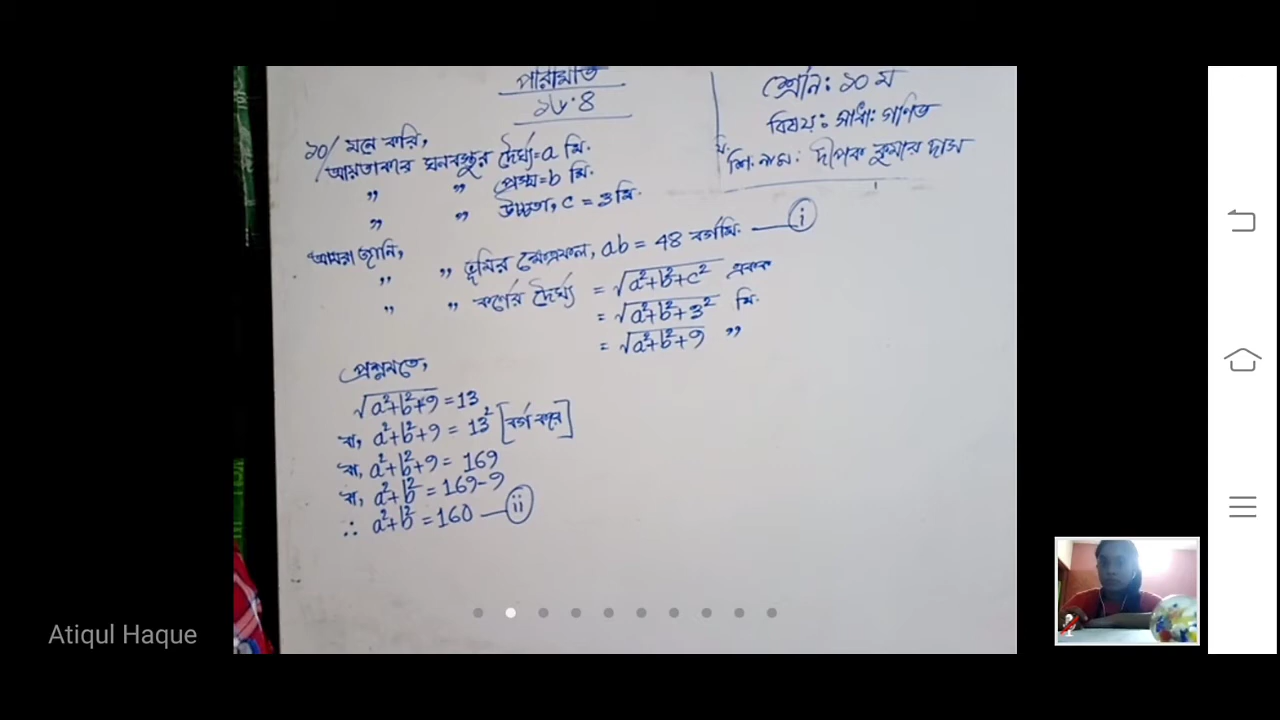 পরিমিতি
১৬.৪
শ্রেনি: ১০ ম
বিষয়: সাধা: গণিত
শি. নাম: দীপক কুমার দাস
১০/ মনে করি,
আয়তাকার ঘনবস্তুর দৈর্ঘ্য = a মি.
" " প্রস্থ = b মি.
" " উচ্চতা, c = 3 মি.
আমরা জানি,
" " ভূমির ক্ষেত্রফল, ab = 48 বর্গমি. — (i)
" " কর্ণের দৈর্ঘ্য = √(a²+b²+c²) একক
= √(a²+b²+3²) মি.
= √(a²+b²+9) "
প্রশ্নমতে,
√(a²+b²+9) = 13
বা, a²+b²+9 = 13² [বর্গ করে]
বা, a²+b²+9 = 169
বা, a²+b² = 169-9
∴ a²+b² = 160 — (ii)
Atiqul Haque